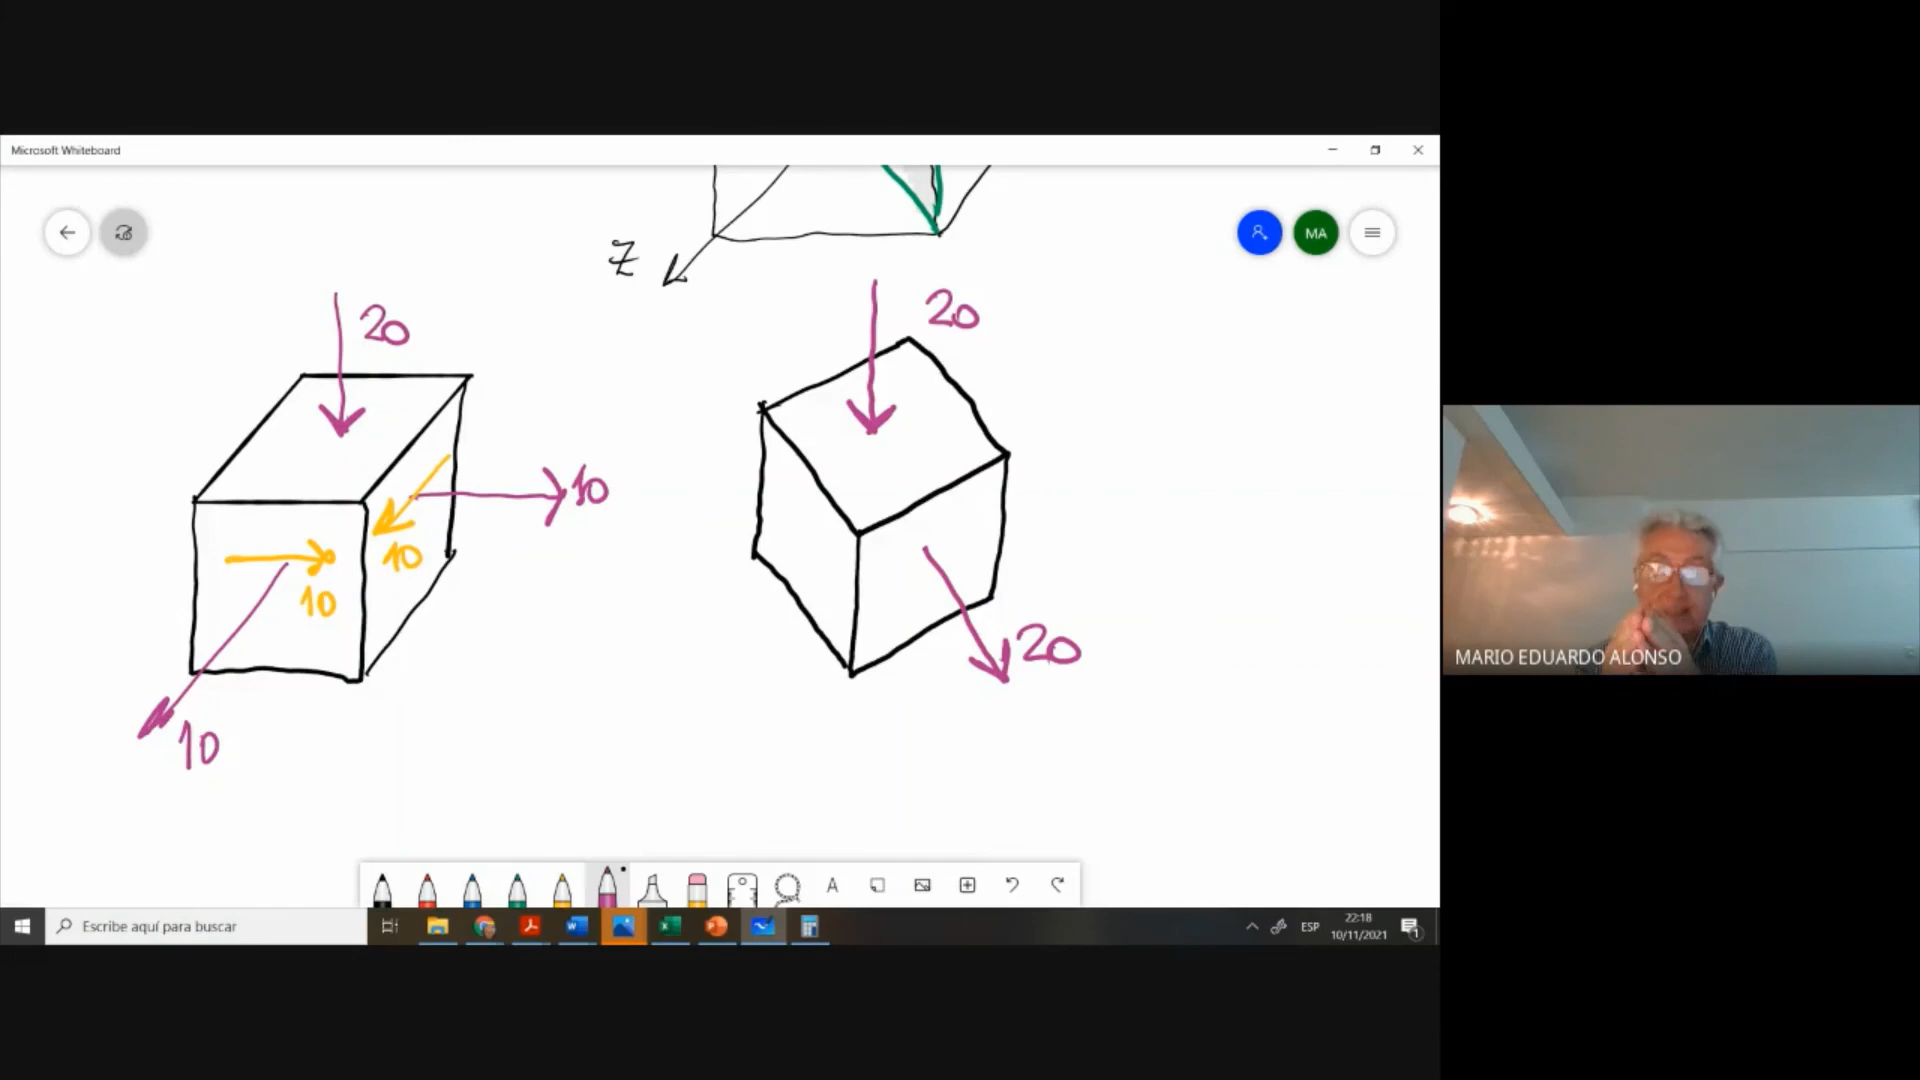 Microsoft Whiteboard
MA
Z
20
20
10
10
10
10
20
MARIO EDUARDO ALONSO
A
Escribe aquí para buscar
ESP
22:18
10/11/2021
1